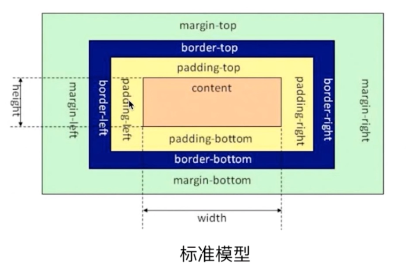 margin-top
border-top
padding-top
content
height
margin-left
border-left
padding-left
padding-right
border-right
margin-right
padding-bottom
border-bottom
margin-bottom
width
标准模型